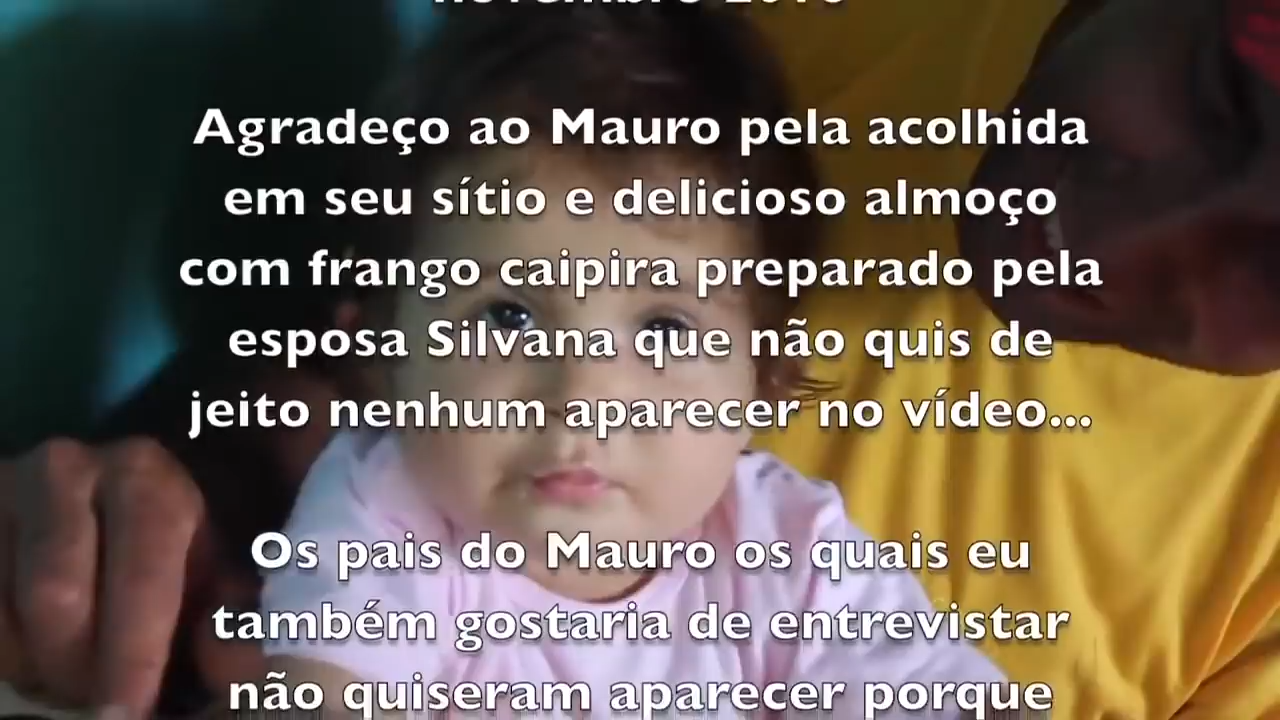 Agradeço ao Mauro pela acolhida
em seu sítio e delicioso almoço
com frango caipira preparado pela
esposa Silvana que não quis de
jeito nenhum aparecer no vídeo...
Os pais do Mauro os quais eu
também gostaria de entrevistar
não quiseram aparecer porque